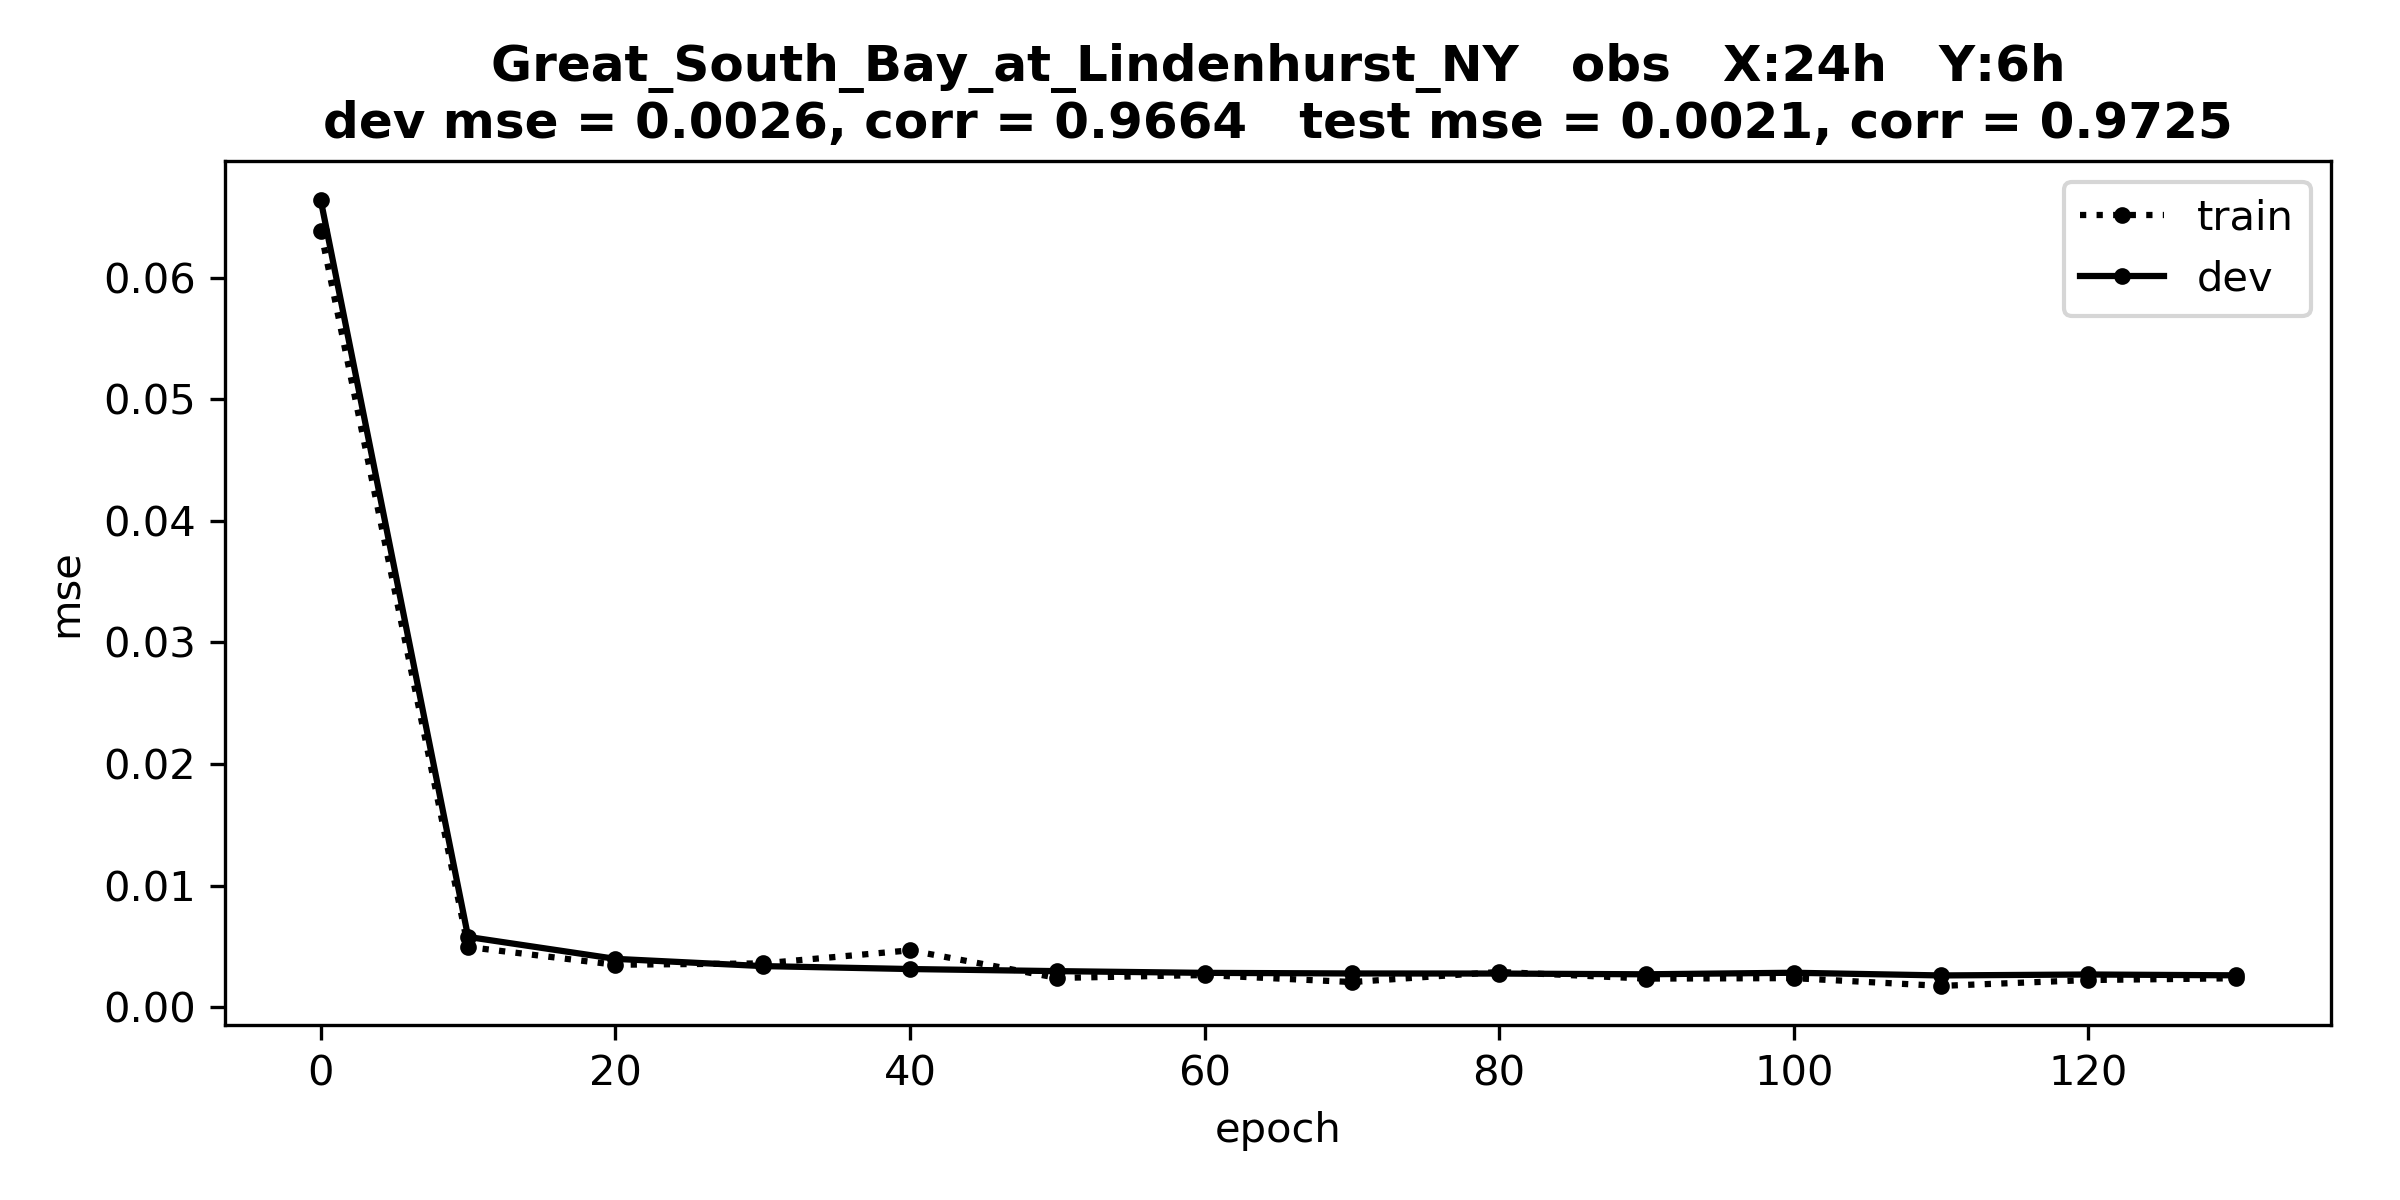 Great_South_Bay_at_Lindenhurst_NY obs X:24h Y:6h
dev mse = 0.0026, corr = 0.9664 test mse = 0.0021, corr = 0.9725
train
dev
0.06
0.05
0.04
0.03
0.02
0.01
0.00
mse
0 20 40 60 80 100 120
epoch